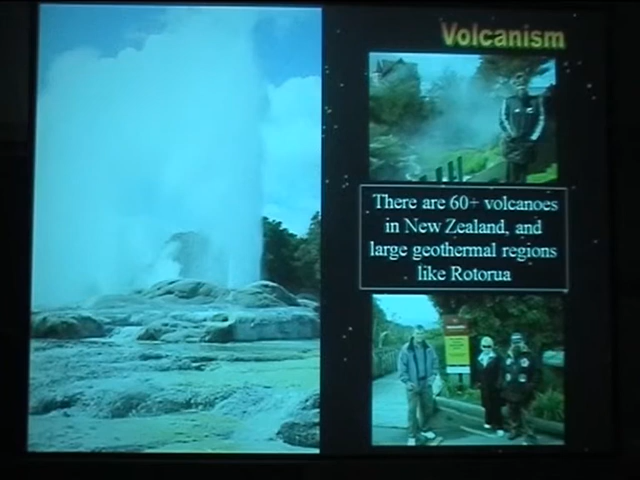 Volcanism
There are 60+ volcanoes
in New Zealand, and
large geothermal regions
like Rotorua